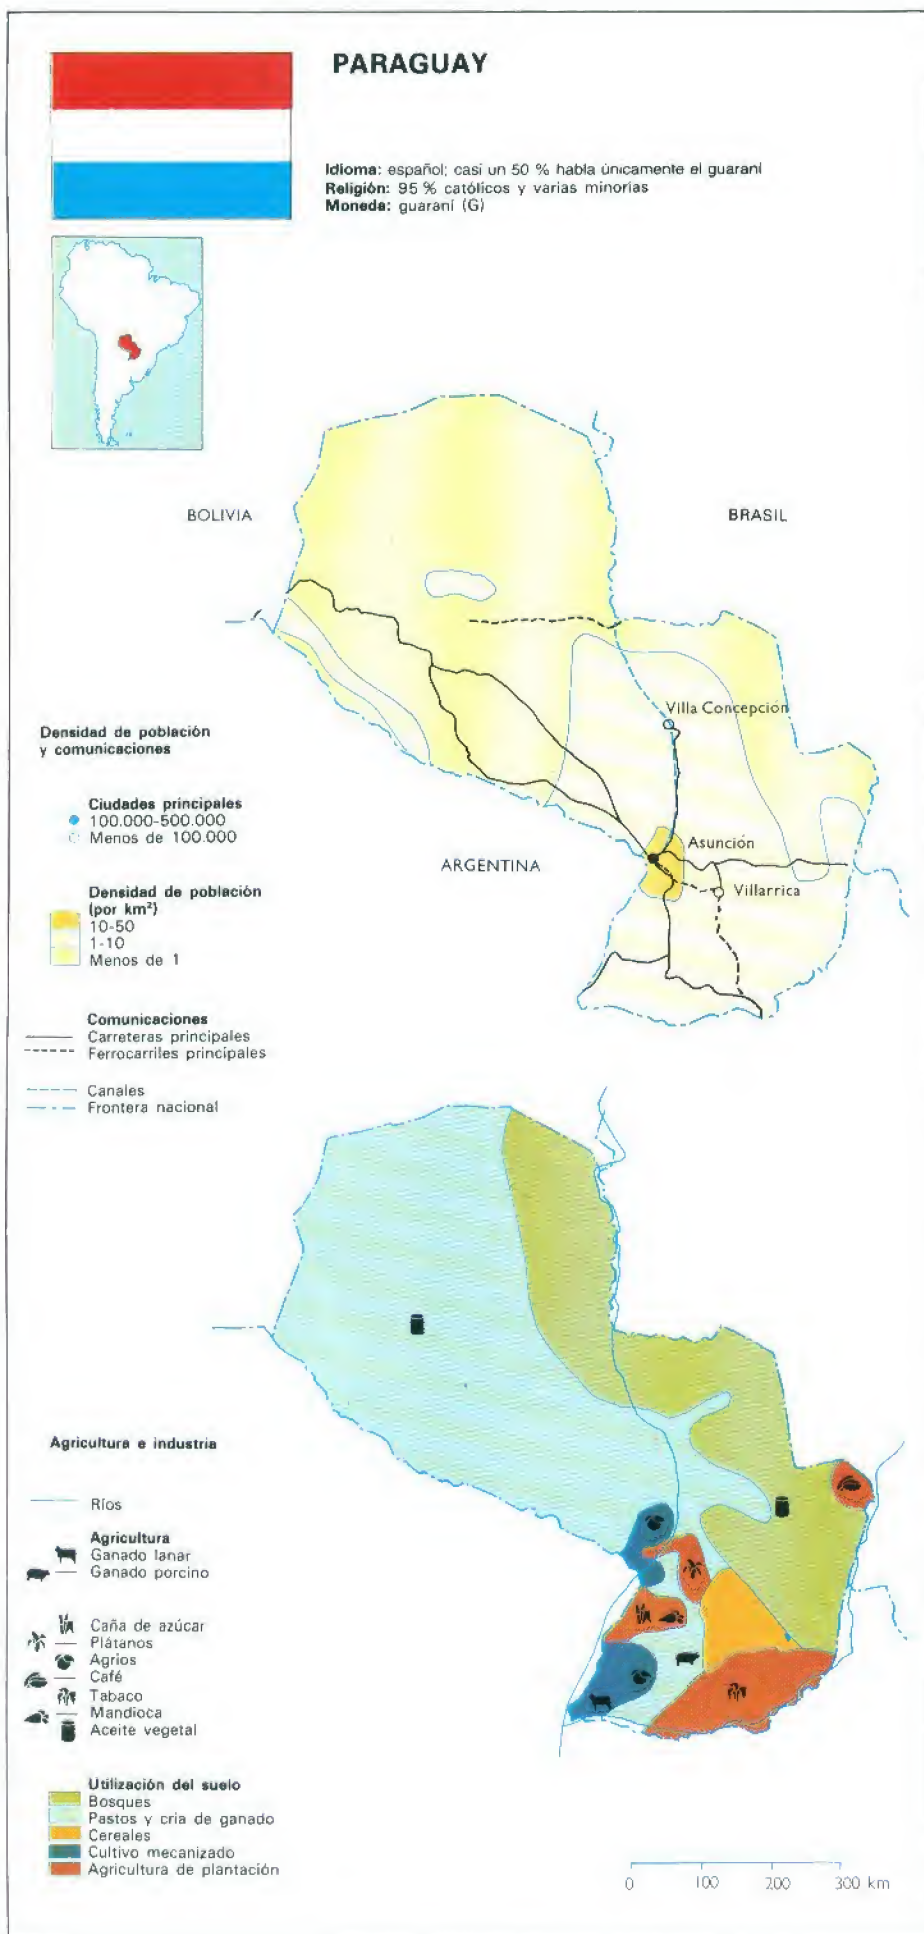 PARAGUAY
Idioma: español; casi un 50 % habla únicamente el guaraní
Religión: 95 % católicos y varias minorías
Moneda: guaraní (G)
BOLIVIA
BRASIL
Villa Concepción
Densidad de población
y comunicaciones
Ciudades principales
100.000-500.000
Menos de 100.000
ARGENTINA
Asunción
Villarrica
Densidad de población
(por km²)
10-50
1-10
Menos de 1
Comunicaciones
Carreteras principales
Ferrocarriles principales
Canales
Frontera nacional
Agricultura e industria
Ríos
Agricultura
Ganado lanar
Ganado porcino
Caña de azúcar
Plátanos
Agrios
Café
Tabaco
Mandioca
Aceite vegetal
Utilización del suelo
Bosques
Pastos y cria de ganado
Cereales
Cultivo mecanizado
Agricultura de plantación
0 100 200 300 km